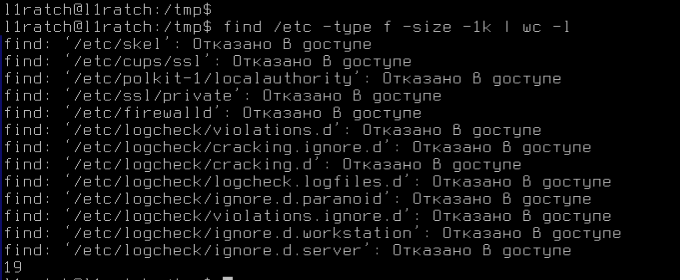 l1ratch@l1ratch:/tmp$
l1ratch@l1ratch:/tmp$ find /etc -type f -size -1k | wc -l
find: ‘/etc/skel’: Отказано в доступе
find: ‘/etc/cups/ssl’: Отказано в доступе
find: ‘/etc/polkit-1/localauthority’: Отказано в доступе
find: ‘/etc/ssl/private’: Отказано в доступе
find: ‘/etc/firewalld’: Отказано в доступе
find: ‘/etc/logcheck/violations.d’: Отказано в доступе
find: ‘/etc/logcheck/cracking.ignore.d’: Отказано в доступе
find: ‘/etc/logcheck/cracking.d’: Отказано в доступе
find: ‘/etc/logcheck/logcheck.logfiles.d’: Отказано в доступе
find: ‘/etc/logcheck/ignore.d.paranoid’: Отказано в доступе
find: ‘/etc/logcheck/violations.ignore.d’: Отказано в доступе
find: ‘/etc/logcheck/ignore.d.workstation’: Отказано в доступе
find: ‘/etc/logcheck/ignore.d.server’: Отказано в доступе
19
l1ratch@l1ratch:/tmp$